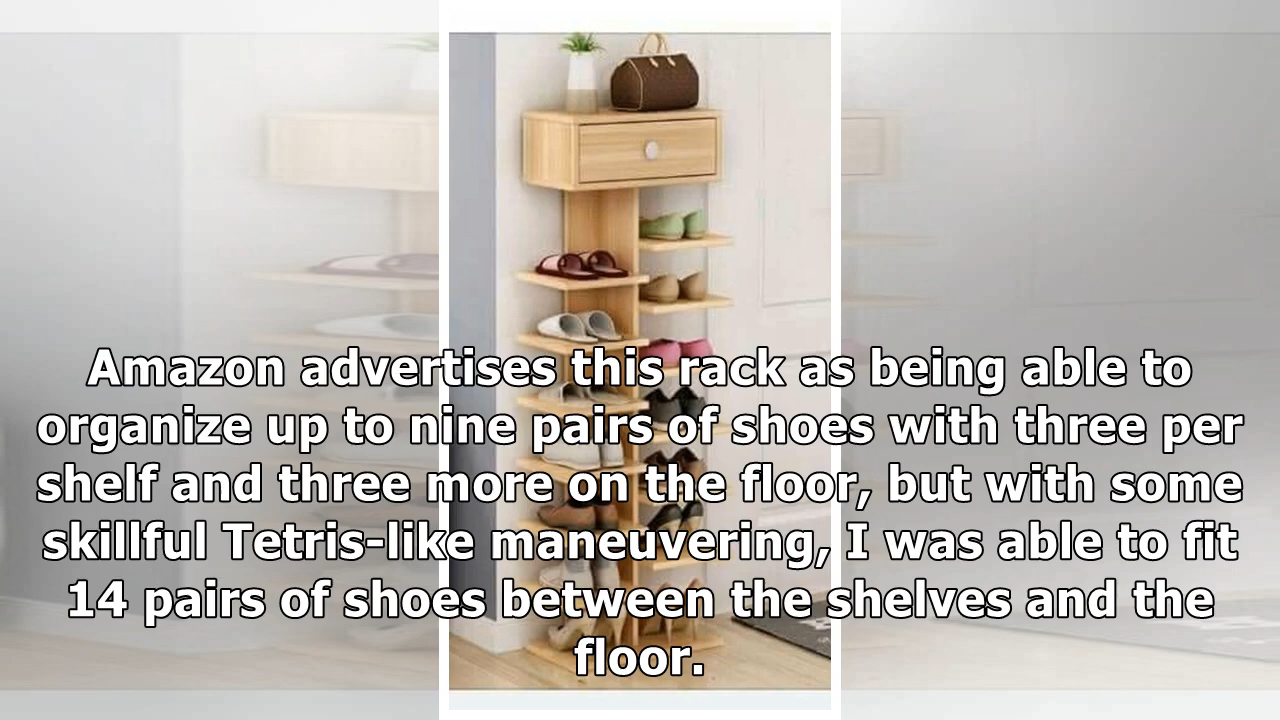 Amazon advertises this rack as being able to
organize up to nine pairs of shoes with three per
shelf and three more on the floor, but with some
skillful Tetris-like maneuvering, I was able to fit
14 pairs of shoes between the shelves and the
floor.